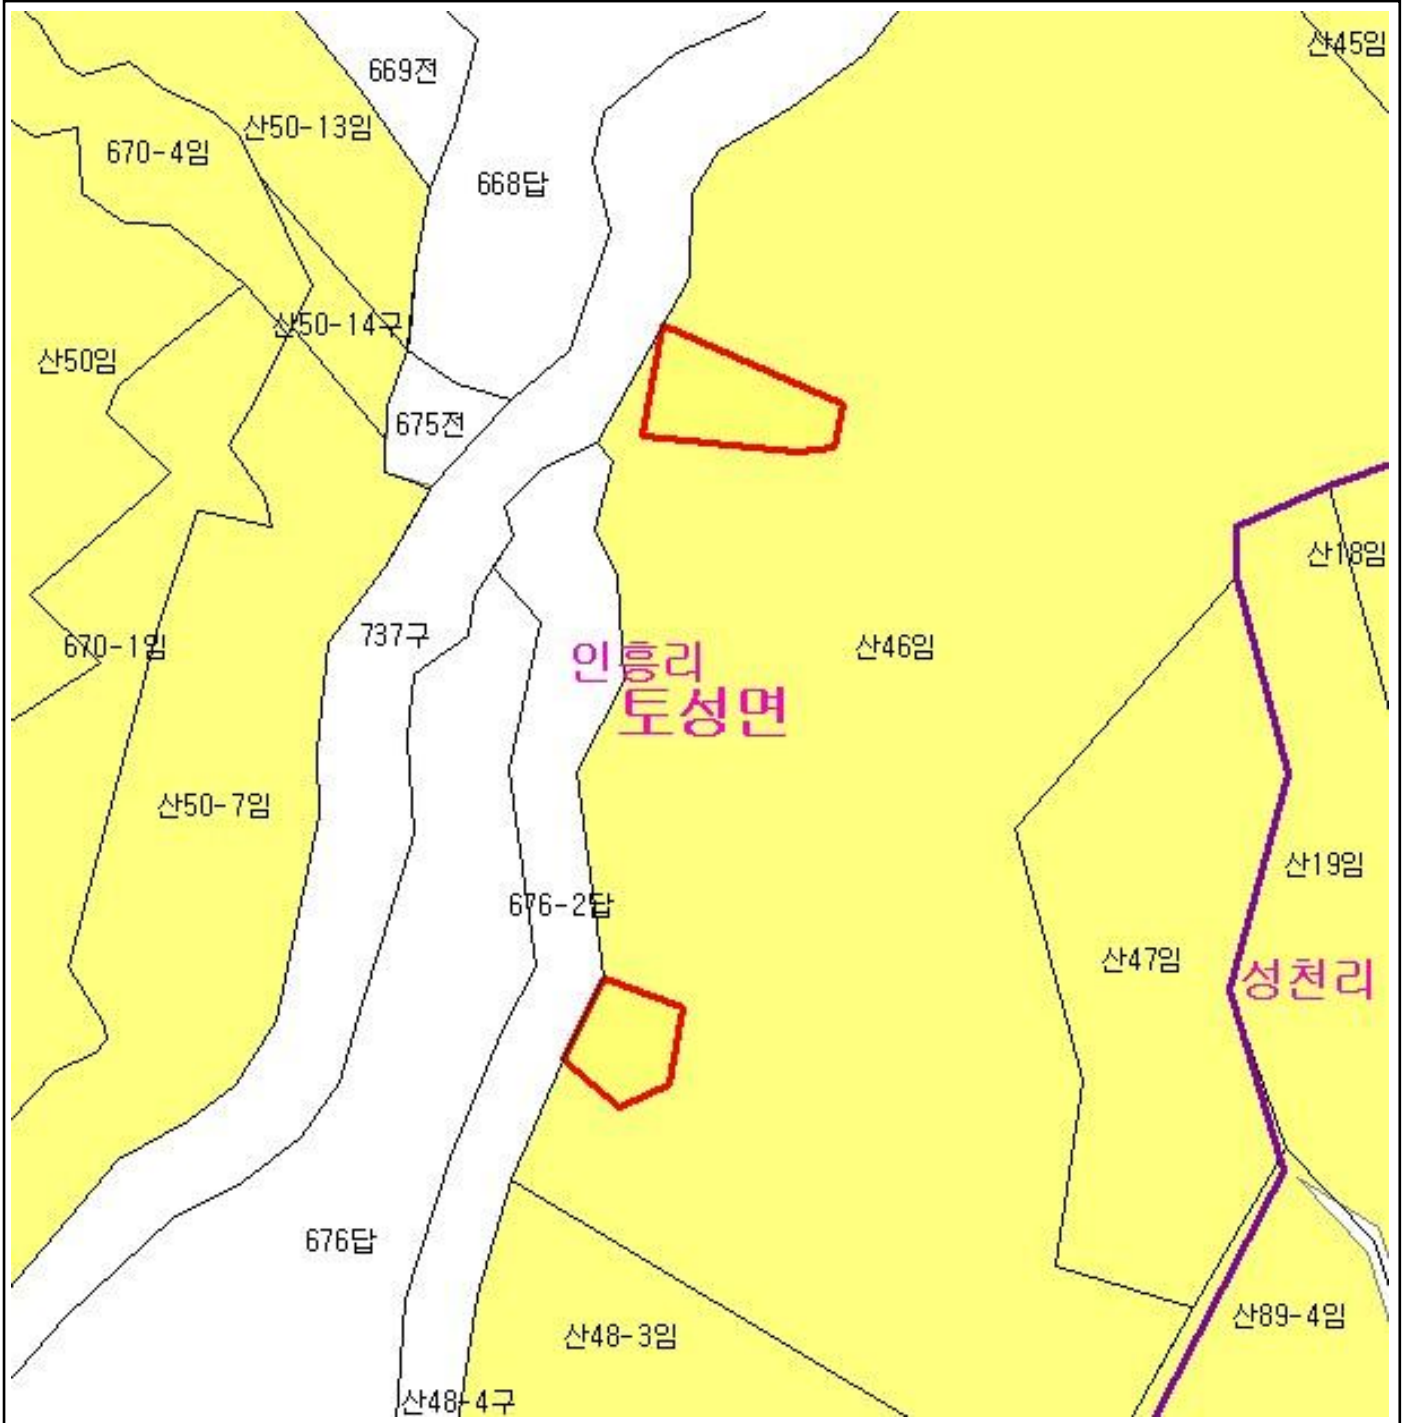 산45임
669전
산50-13임
670-4임
668답
산50-14구
산50임
675전
산18임
737구
670-1임
인흥리
산46임
토성면
산50-7임
산19임
676-2답
산47임
성천리
676답
산89-4임
산48-3임
산48-4구